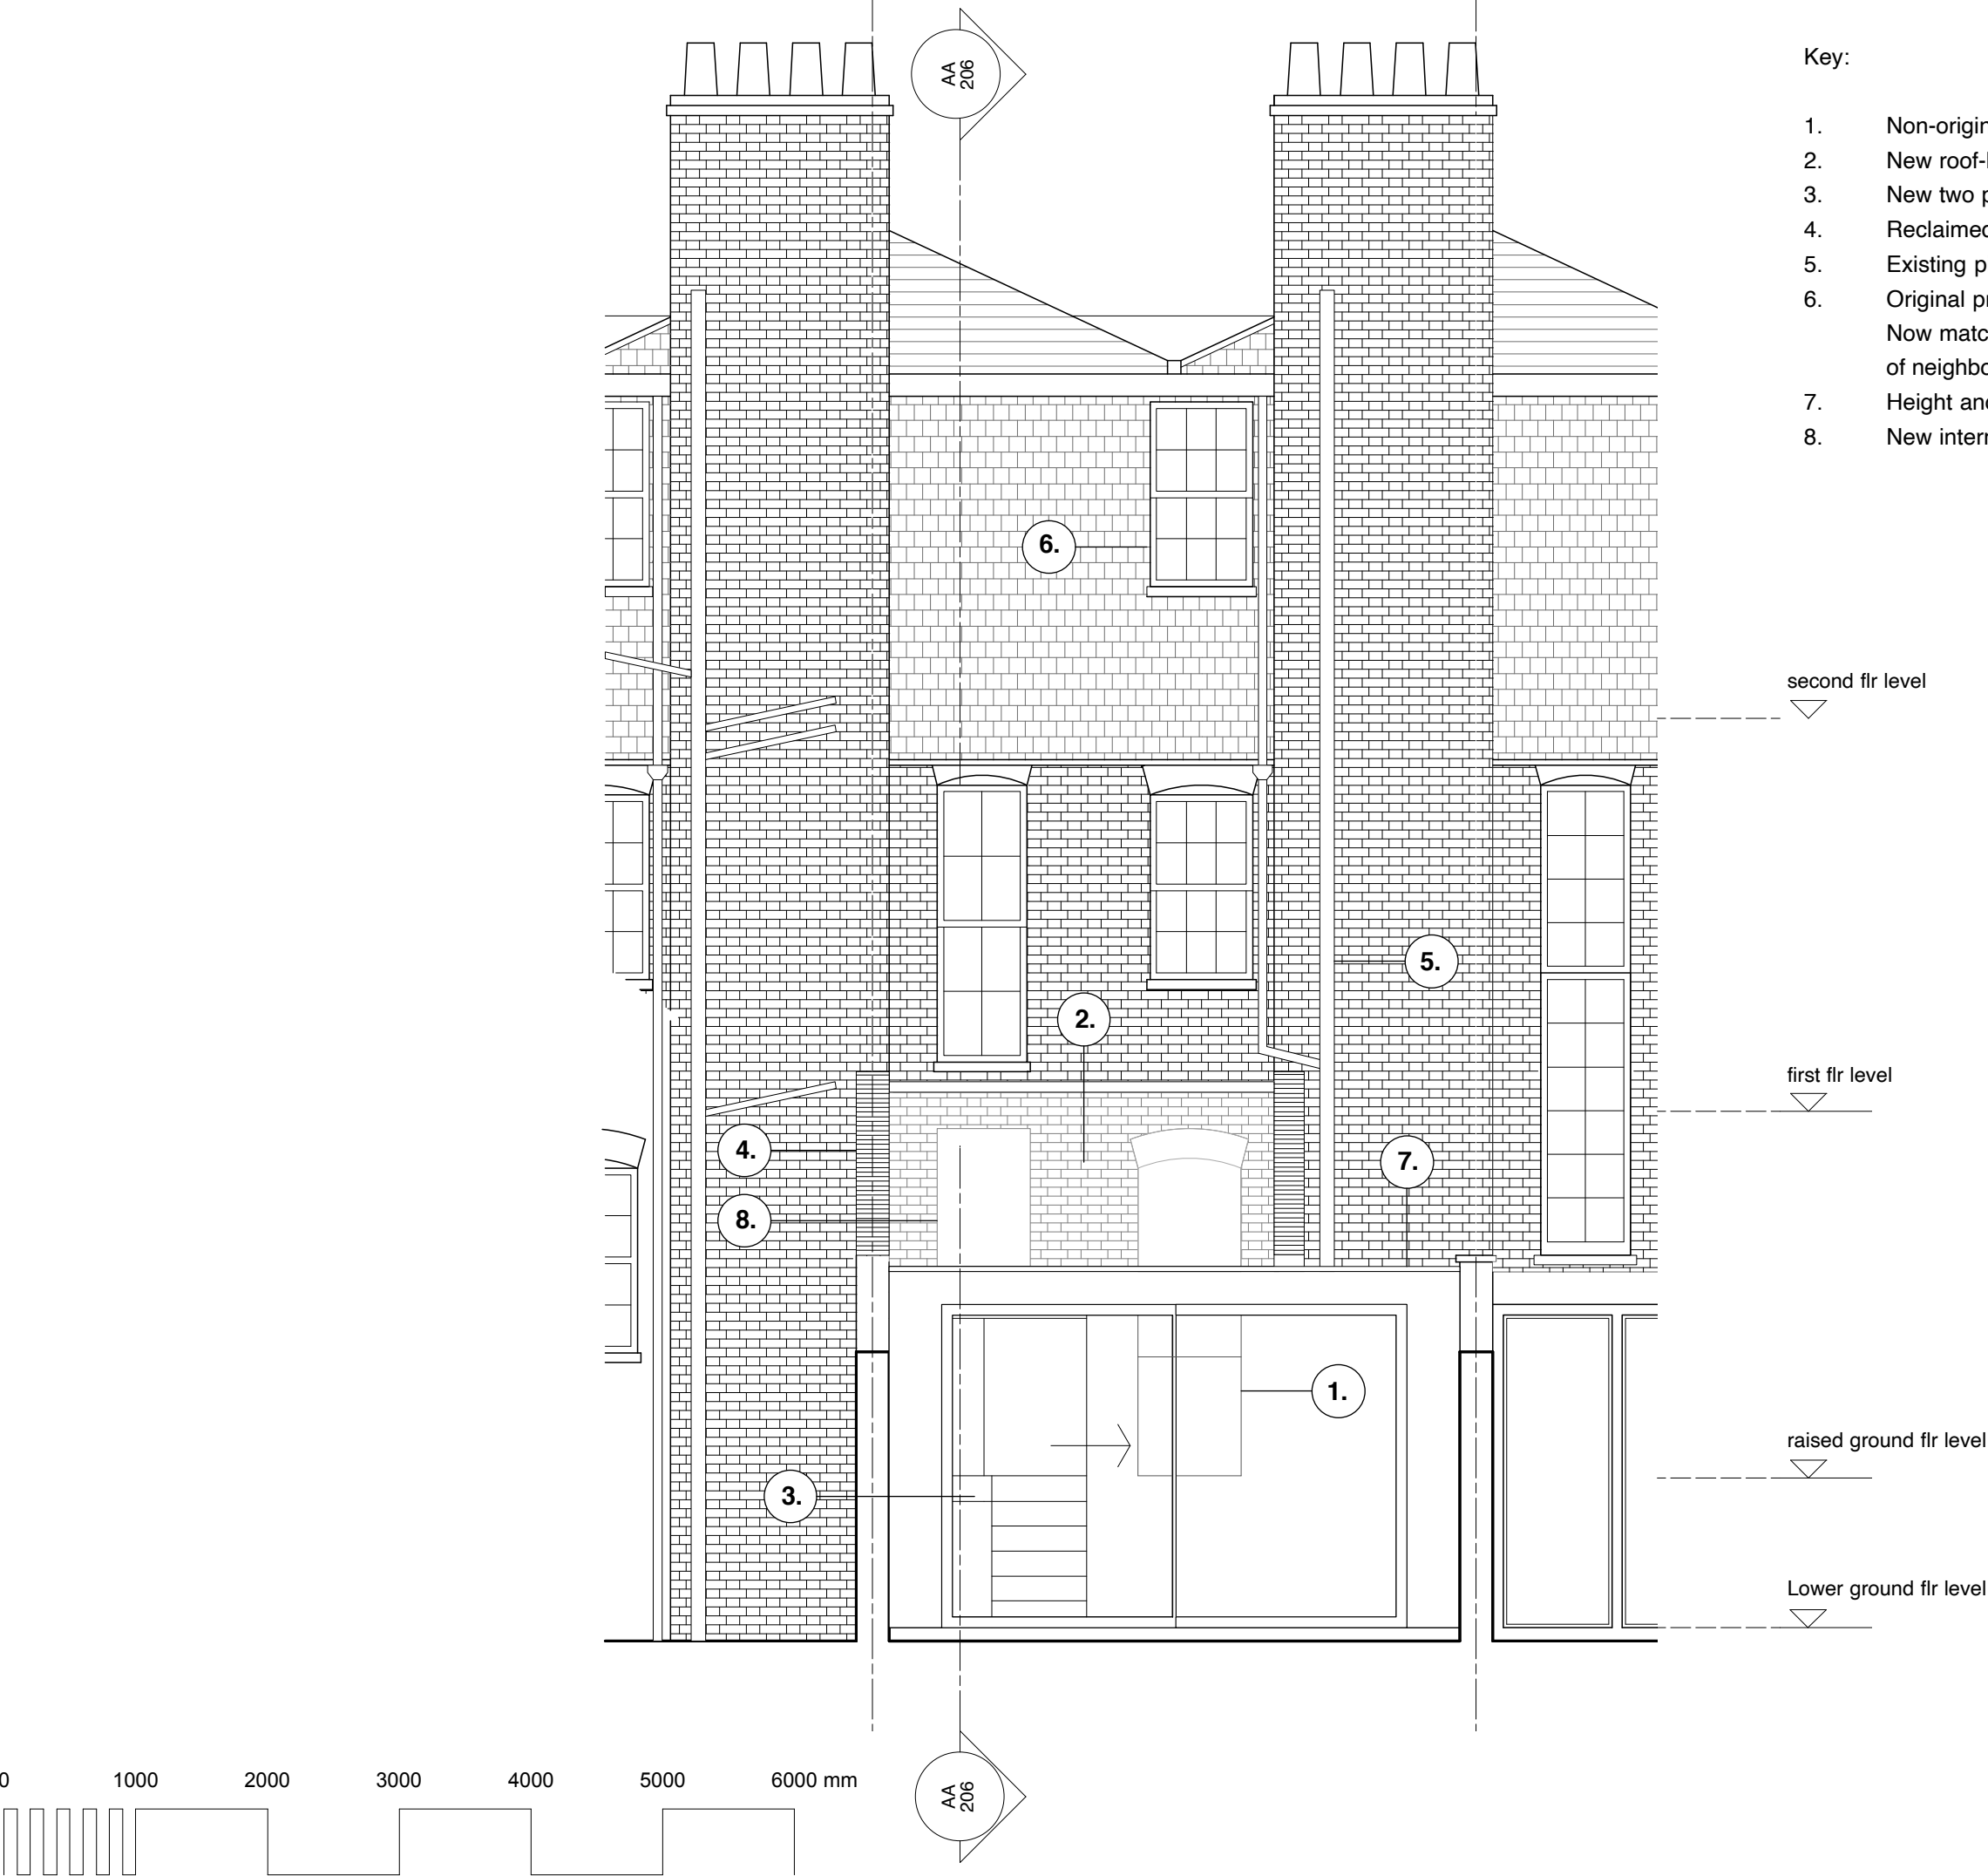 AA
206
Key:
1. Non-origin
2. New roof-
3. New two p
4. Reclaimed
5. Existing p
6. Original pr
Now matc
of neighbo
7. Height and
8. New inter
6.
second flr level
5.
2.
first flr level
4.
7.
8.
1.
raised ground flr level
3.
Lower ground flr level
0 1000 2000 3000 4000 5000 6000 mm
AA
206